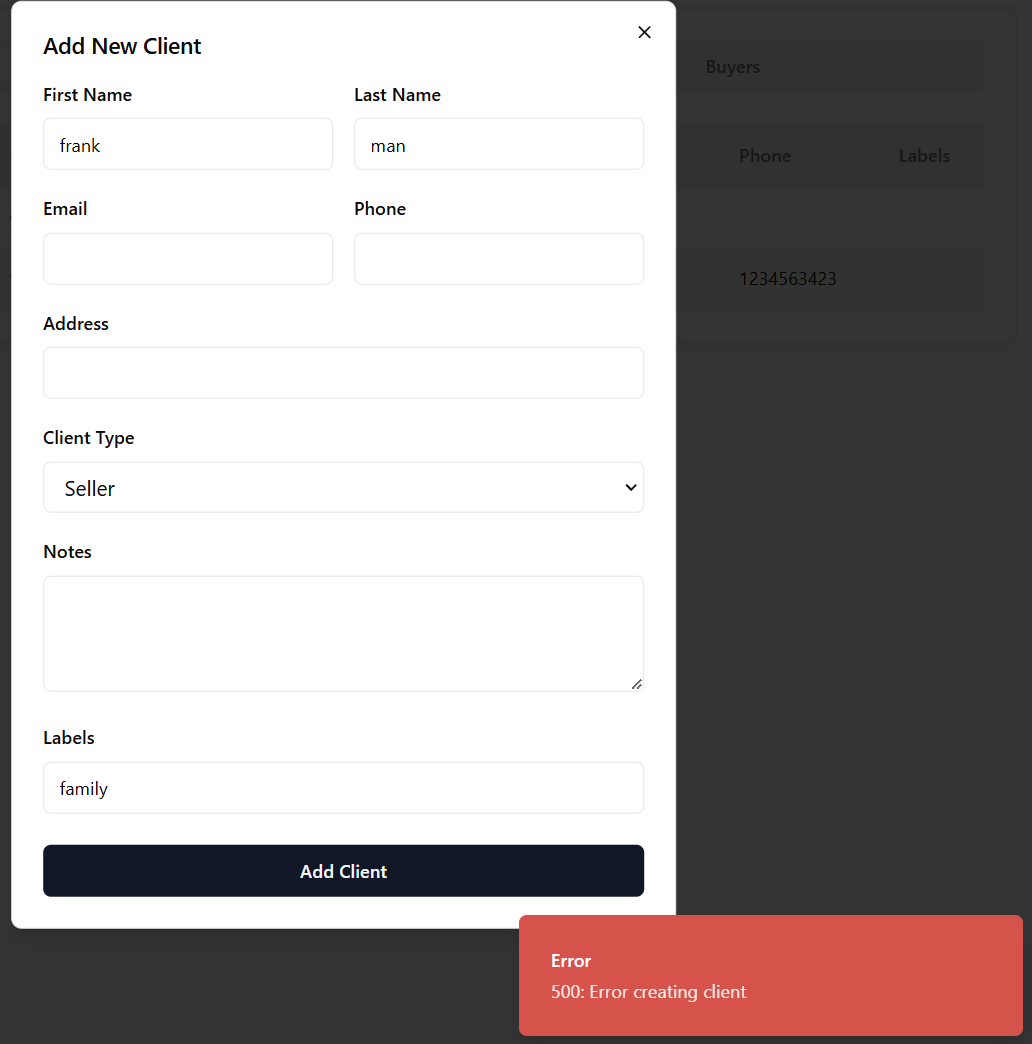 Add New Client
First Name
Last Name
frank
man
Email
Phone
Address
Client Type
Seller
Notes
Labels
family
Add Client
Buyers
Phone
Labels
1234563423
Error
500: Error creating client